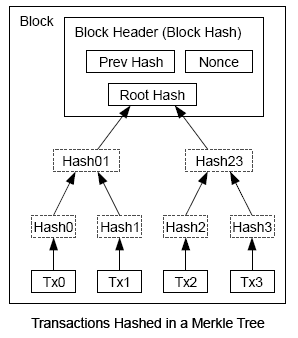 Block
Block Header (Block Hash)
Prev Hash
Nonce
Root Hash
Hash01
Hash23
Hash0
Hash1
Hash2
Hash3
Tx0
Tx1
Tx2
Tx3
Transactions Hashed in a Merkle Tree